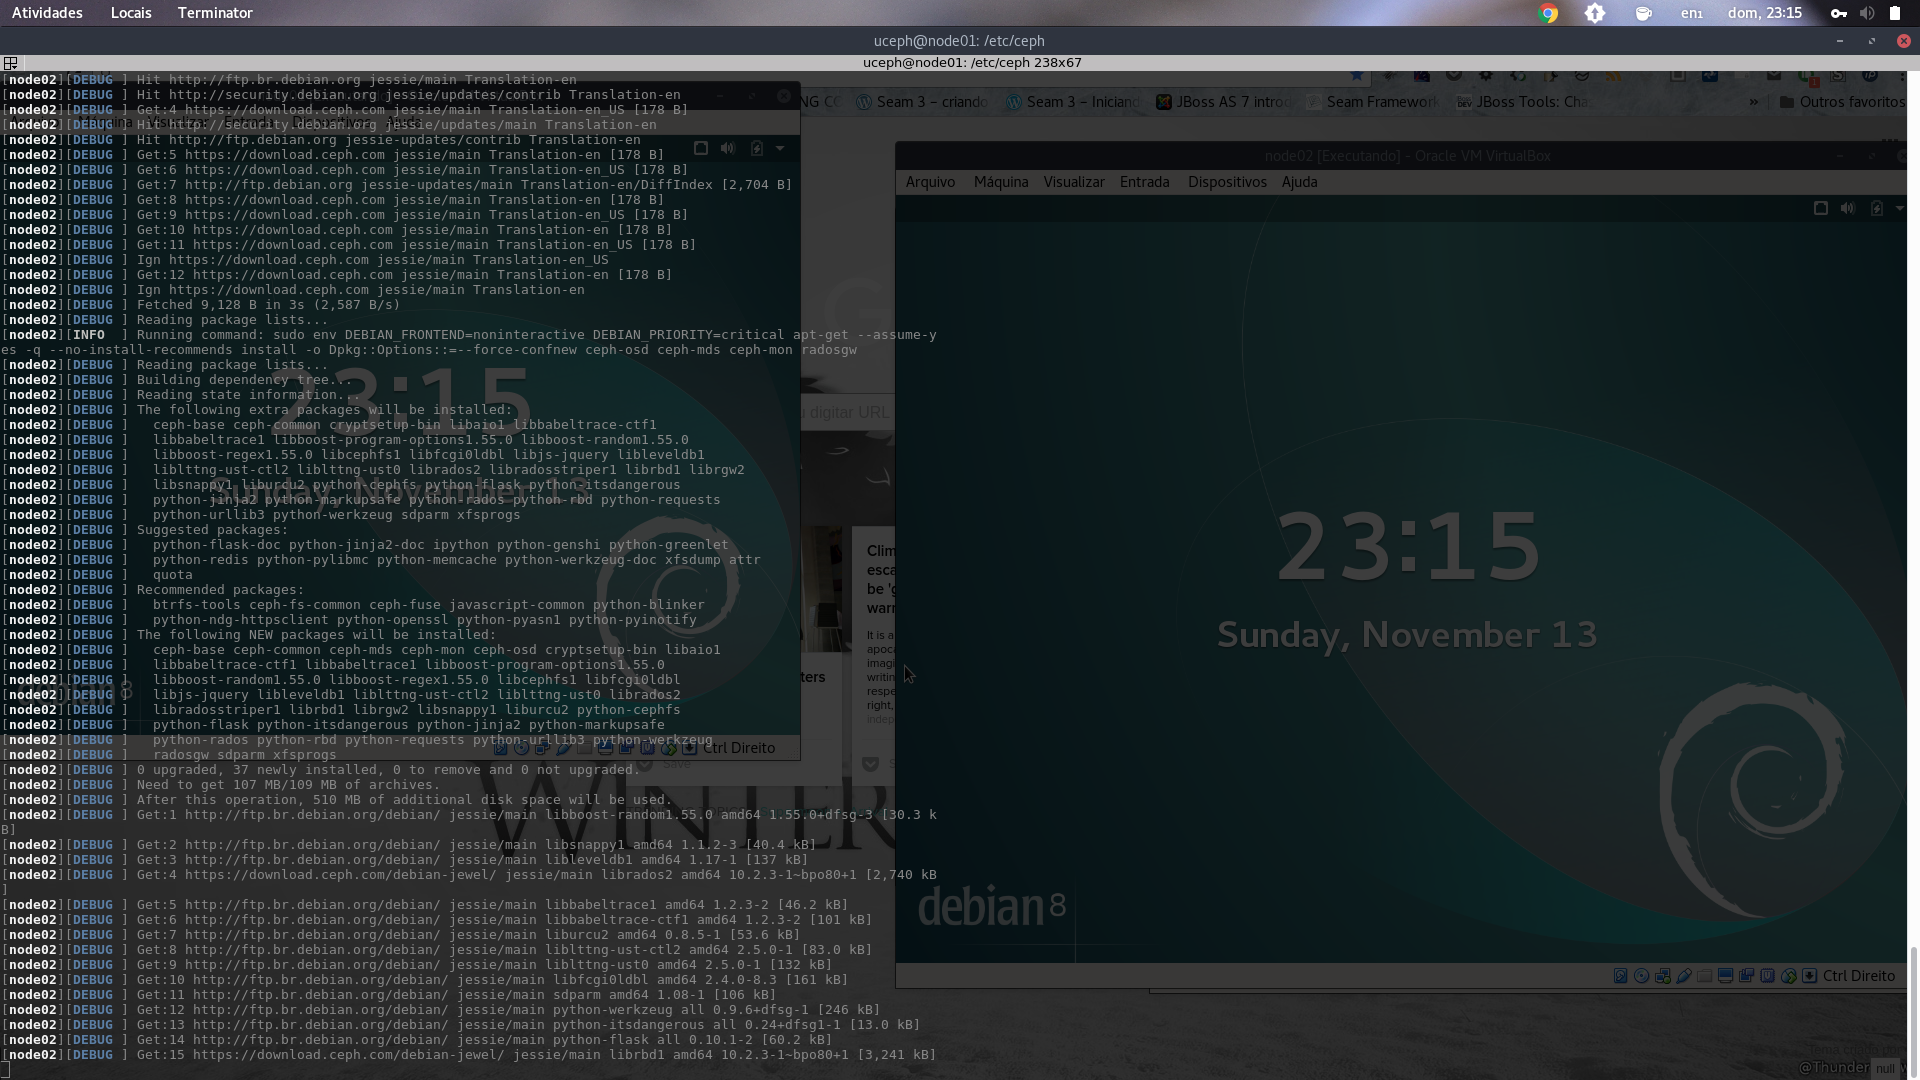 Atividades Locais Terminator
en₁ dom, 23:15
uceph@node01: /etc/ceph
uceph@node01: /etc/ceph 238x67
[node02][DEBUG ] Hit http://ftp.br.debian.org jessie/main Translation-en
[node02][DEBUG ] Hit http://security.debian.org jessie/updates/contrib Translation-en
[node02][DEBUG ] Get:4 https://download.ceph.com jessie/main Translation-en_US [178 B]
[node02][DEBUG ] Hit http://security.debian.org jessie/updates/main Translation-en
[node02][DEBUG ] Hit http://ftp.debian.org jessie-updates/contrib Translation-en
[node02][DEBUG ] Get:5 https://download.ceph.com jessie/main Translation-en [178 B]
[node02][DEBUG ] Get:6 https://download.ceph.com jessie/main Translation-en_US [178 B]
[node02][DEBUG ] Get:7 http://ftp.debian.org jessie-updates/main Translation-en/DiffIndex [2,704 B]
[node02][DEBUG ] Get:8 https://download.ceph.com jessie/main Translation-en [178 B]
[node02][DEBUG ] Get:9 https://download.ceph.com jessie/main Translation-en_US [178 B]
[node02][DEBUG ] Get:10 https://download.ceph.com jessie/main Translation-en [178 B]
[node02][DEBUG ] Get:11 https://download.ceph.com jessie/main Translation-en_US [178 B]
[node02][DEBUG ] Ign https://download.ceph.com jessie/main Translation-en_US
[node02][DEBUG ] Get:12 https://download.ceph.com jessie/main Translation-en [178 B]
[node02][DEBUG ] Ign https://download.ceph.com jessie/main Translation-en
[node02][DEBUG ] Fetched 9,128 B in 3s (2,587 B/s)
[node02][DEBUG ] Reading package lists...
[node02][INFO  ] Running command: sudo env DEBIAN_FRONTEND=noninteractive DEBIAN_PRIORITY=critical apt-get --assume-y
es -q --no-install-recommends install -o Dpkg::Options::=--force-confnew ceph-osd ceph-mds ceph-mon radosgw
[node02][DEBUG ] Reading package lists...
[node02][DEBUG ] Building dependency tree...
[node02][DEBUG ] Reading state information...
[node02][DEBUG ] The following extra packages will be installed:
[node02][DEBUG ]   ceph-base ceph-common cryptsetup-bin libaio1 libbabeltrace-ctf1
[node02][DEBUG ]   libbabeltrace1 libboost-program-options1.55.0 libboost-random1.55.0
[node02][DEBUG ]   libboost-regex1.55.0 libcephfs1 libfcgi0ldbl libjs-jquery libleveldb1
[node02][DEBUG ]   liblttng-ust-ctl2 liblttng-ust0 librados2 libradosstriper1 librbd1 librgw2
[node02][DEBUG ]   libsnappy1 liburcu2 python-cephfs python-flask python-itsdangerous
[node02][DEBUG ]   python-jinja2 python-markupsafe python-rados python-rbd python-requests
[node02][DEBUG ]   python-urllib3 python-werkzeug sdparm xfsprogs
[node02][DEBUG ] Suggested packages:
[node02][DEBUG ]   python-flask-doc python-jinja2-doc ipython python-genshi python-greenlet
[node02][DEBUG ]   python-redis python-pylibmc python-memcache python-werkzeug-doc xfsdump attr
[node02][DEBUG ]   quota
[node02][DEBUG ] Recommended packages:
[node02][DEBUG ]   btrfs-tools ceph-fs-common ceph-fuse javascript-common python-blinker
[node02][DEBUG ]   python-ndg-httpsclient python-openssl python-pyasn1 python-pyinotify
[node02][DEBUG ] The following NEW packages will be installed:
[node02][DEBUG ]   ceph-base ceph-common ceph-mds ceph-mon ceph-osd cryptsetup-bin libaio1
[node02][DEBUG ]   libbabeltrace-ctf1 libbabeltrace1 libboost-program-options1.55.0
[node02][DEBUG ]   libboost-random1.55.0 libboost-regex1.55.0 libcephfs1 libfcgi0ldbl
[node02][DEBUG ]   libjs-jquery libleveldb1 liblttng-ust-ctl2 liblttng-ust0 librados2
[node02][DEBUG ]   libradosstriper1 librbd1 librgw2 libsnappy1 liburcu2 python-cephfs
[node02][DEBUG ]   python-flask python-itsdangerous python-jinja2 python-markupsafe
[node02][DEBUG ]   python-rados python-rbd python-requests python-urllib3 python-werkzeug
[node02][DEBUG ]   radosgw sdparm xfsprogs
[node02][DEBUG ] 0 upgraded, 37 newly installed, 0 to remove and 0 not upgraded.
[node02][DEBUG ] Need to get 107 MB/109 MB of archives.
[node02][DEBUG ] After this operation, 510 MB of additional disk space will be used.
[node02][DEBUG ] Get:1 http://ftp.br.debian.org/debian/ jessie/main libboost-random1.55.0 amd64 1.55.0+dfsg-3 [30.3 k
B]
[node02][DEBUG ] Get:2 http://ftp.br.debian.org/debian/ jessie/main libsnappy1 amd64 1.1.2-3 [40.4 kB]
[node02][DEBUG ] Get:3 http://ftp.br.debian.org/debian/ jessie/main libleveldb1 amd64 1.17-1 [137 kB]
[node02][DEBUG ] Get:4 https://download.ceph.com/debian-jewel/ jessie/main librados2 amd64 10.2.3-1~bpo80+1 [2,740 kB
]
[node02][DEBUG ] Get:5 http://ftp.br.debian.org/debian/ jessie/main libbabeltrace1 amd64 1.2.3-2 [46.2 kB]
[node02][DEBUG ] Get:6 http://ftp.br.debian.org/debian/ jessie/main libbabeltrace-ctf1 amd64 1.2.3-2 [101 kB]
[node02][DEBUG ] Get:7 http://ftp.br.debian.org/debian/ jessie/main liburcu2 amd64 0.8.5-1 [53.6 kB]
[node02][DEBUG ] Get:8 http://ftp.br.debian.org/debian/ jessie/main liblttng-ust-ctl2 amd64 2.5.0-1 [83.0 kB]
[node02][DEBUG ] Get:9 http://ftp.br.debian.org/debian/ jessie/main liblttng-ust0 amd64 2.5.0-1 [132 kB]
[node02][DEBUG ] Get:10 http://ftp.br.debian.org/debian/ jessie/main libfcgi0ldbl amd64 2.4.0-8.3 [161 kB]
[node02][DEBUG ] Get:11 http://ftp.br.debian.org/debian/ jessie/main sdparm amd64 1.08-1 [106 kB]
[node02][DEBUG ] Get:12 http://ftp.br.debian.org/debian/ jessie/main python-werkzeug all 0.9.6+dfsg-1 [246 kB]
[node02][DEBUG ] Get:13 http://ftp.br.debian.org/debian/ jessie/main python-itsdangerous all 0.24+dfsg1-1 [13.0 kB]
[node02][DEBUG ] Get:14 http://ftp.br.debian.org/debian/ jessie/main python-flask all 0.10.1-2 [60.2 kB]
[node02][DEBUG ] Get:15 https://download.ceph.com/debian-jewel/ jessie/main librbd1 amd64 10.2.3-1~bpo80+1 [3,241 kB]
23:15
Sunday, November 13
debian 8
Ctrl Direito
NG CC Seam 3 – criando Seam 3 – Iniciand JBoss AS 7 introd Seam Framework JBoss Tools: Cha » Outros favoritos
u digitar URL
Clim
esca
be 'g
warn
It is a
apoca
imagi
writin
respe
right,
indep
ters
Save
WINTER
node02 [Executando] - Oracle VM VirtualBox
Arquivo Máquina Visualizar Entrada Dispositivos Ajuda
23:15
Sunday, November 13
debian 8
Ctrl Direito
@Thunder null